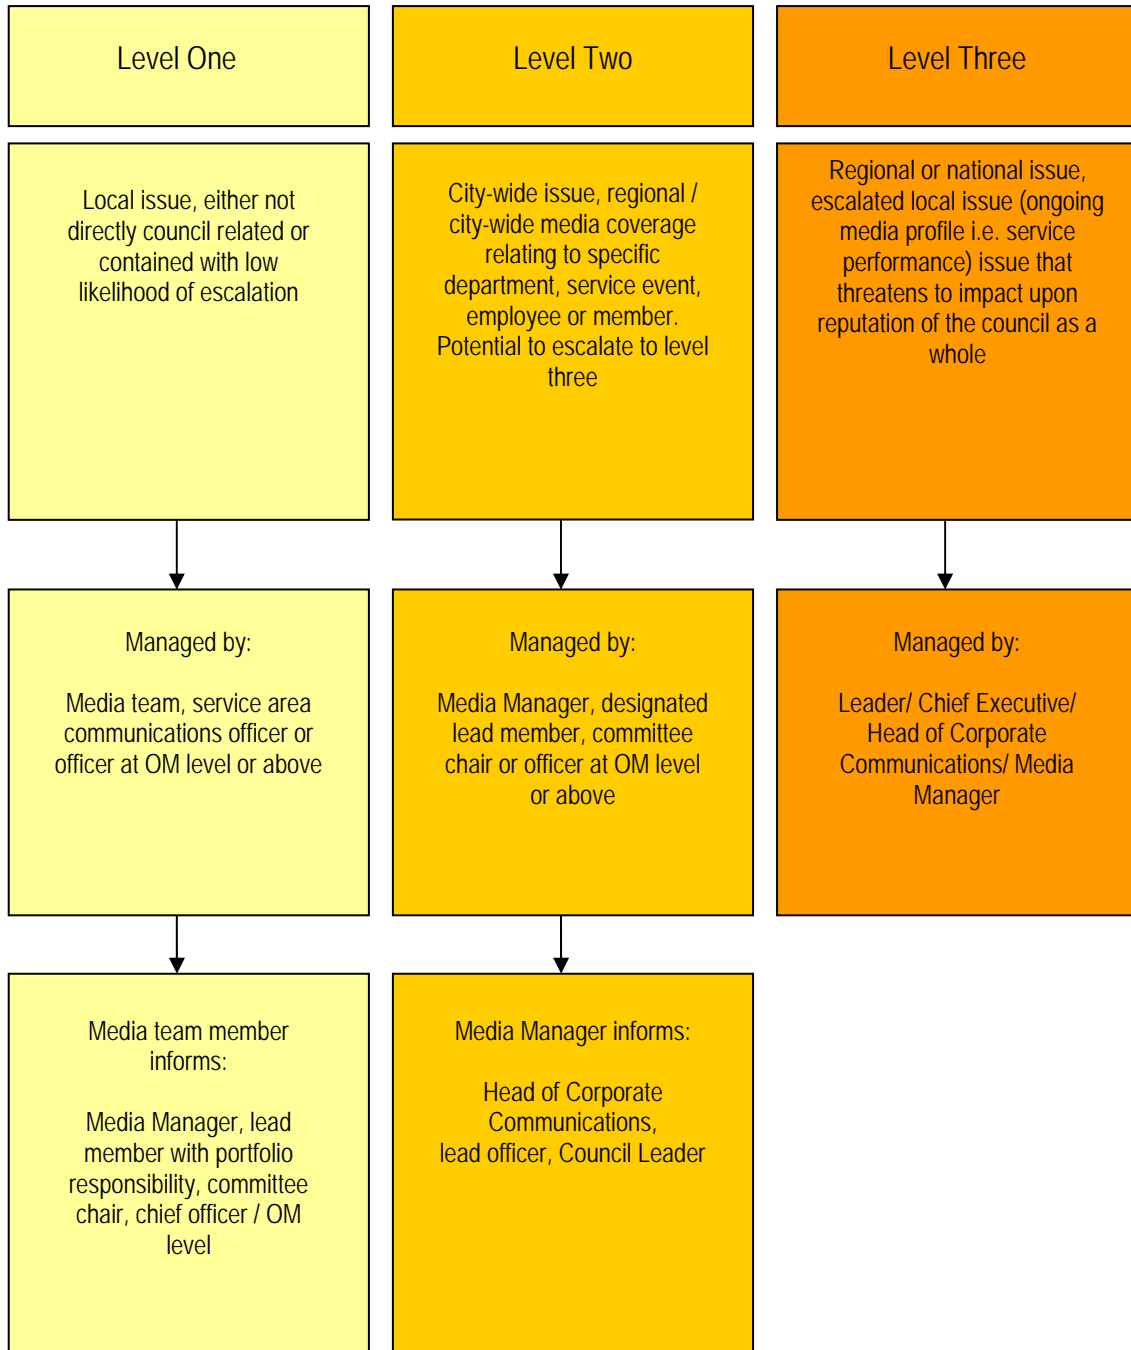 Level One
Level Two
Level Three
Local issue, either not
directly council related or
contained with low
likelihood of escalation
City-wide issue, regional /
city-wide media coverage
relating to specific
department, service event,
employee or member.
Potential to escalate to level
three
Regional or national issue,
escalated local issue (ongoing
media profile i.e. service
performance) issue that
threatens to impact upon
reputation of the council as a
whole
Managed by:
Media team, service area
communications officer or
officer at OM level or above
Managed by:
Media Manager, designated
lead member, committee
chair or officer at OM level
or above
Managed by:
Leader/ Chief Executive/
Head of Corporate
Communications/ Media
Manager
Media team member
informs:
Media Manager, lead
member with portfolio
responsibility, committee
chair, chief officer / OM
level
Media Manager informs:
Head of Corporate
Communications,
lead officer, Council Leader